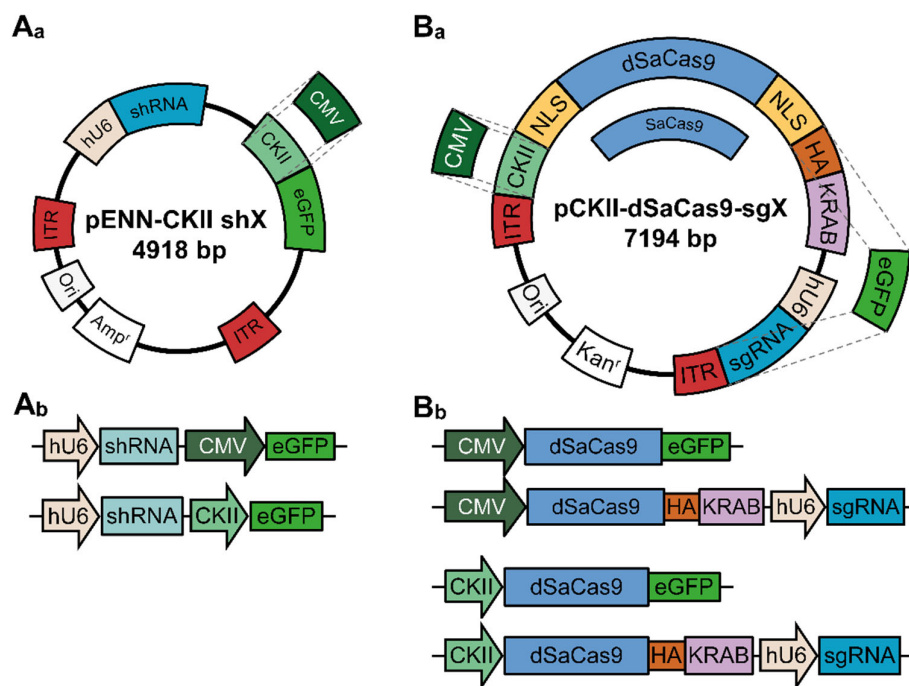 Aa
hU6
shRNA
CKII
CMV
eGFP
ITR
pENN-CKII shX
4918 bp
Ori
Ampr
ITR
Ba
CMV
ITR
CKII
NLS
dSaCas9
SaCas9
NLS
HA
KRAB
eGFP
pCKII-dSaCas9-sgX
7194 bp
hU6
sgRNA
ITR
Kanr
Ori
Ab
hU6 shRNA CMV eGFP
hU6 shRNA CKII eGFP
Bb
CMV dSaCas9 eGFP
CMV dSaCas9 HA KRAB hU6 sgRNA
CKII dSaCas9 eGFP
CKII dSaCas9 HA KRAB hU6 sgRNA